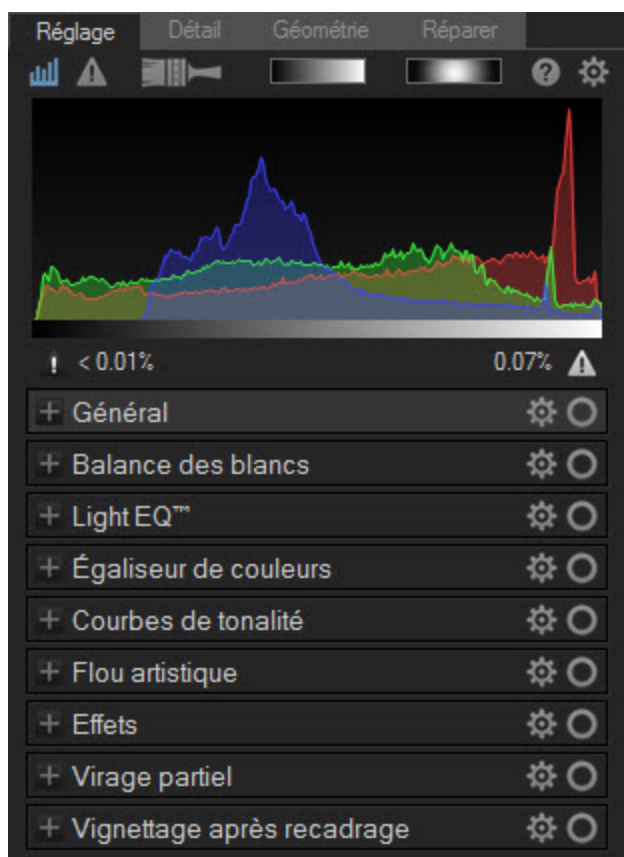 Réglage Détail Géométrie Réparer
< 0.01% 0.07%
Général
Balance des blancs
Light EQ™
Égaliseur de couleurs
Courbes de tonalité
Flou artistique
Effets
Virage partiel
Vignettage après recadrage